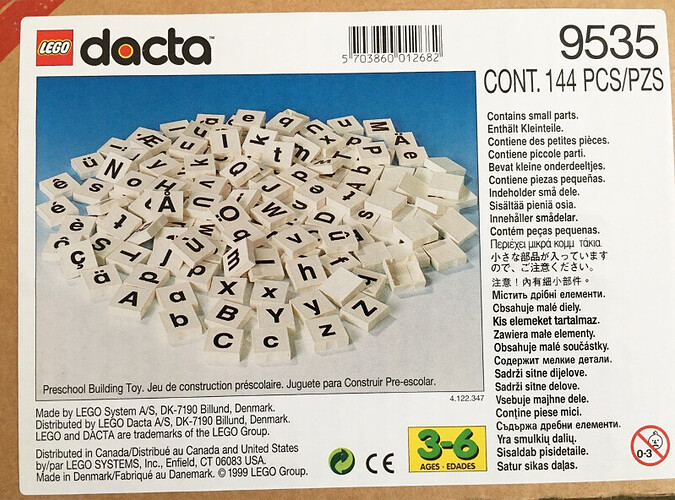 LEGO dacta™
5 703860 012682
9535
CONT. 144 PCS/PZS
Contains small parts.
Enthält Kleinteile.
Contient des petites pièces.
Contiene piccole parti.
Bevat kleine onderdeeltjes.
Contiene piezas pequeñas.
Indeholder små dele.
Sisältää pieniä osia.
Innehåller smådelar.
Contém peças pequenas.
Περιέχει μικρά κομμ τάκια.
小さな部品が入っています
ので、ご注意ください。
注意！內有細小部件。
Містить дрібні елементи.
Obsahuje malé diely.
Kis elemeket tartalmaz.
Zawiera małe elementy.
Obsahuje malé součástky.
Содержит мелкие детали.
Sadrži sitne dijelove.
Sadrži sitne delove.
Vsebuje majhne dele.
Conţine piese mici.
Съдържа дребни елементи.
Yra smulkių dalių.
Sisaldab pisidetaile.
Satur sikas daļas.
0-3
Preschool Building Toy. Jeu de construction préscolaire. Juguete para Construir Pre-escolar.
4.122.347
Made by LEGO System A/S, DK-7190 Billund, Denmark.
Distributed by LEGO Dacta A/S, DK-7190 Billund, Denmark.
LEGO and DACTA are trademarks of the LEGO Group.
Distributed in Canada/Distribué au Canada and United States
by/par LEGO SYSTEMS, Inc., Enfield, CT 06083 USA.
Made in Denmark/Fabriqué au Danemark. © 1999 LEGO Group.
CE
3-6
AGES - EDADES
A a B X x Y y Z z
b C c